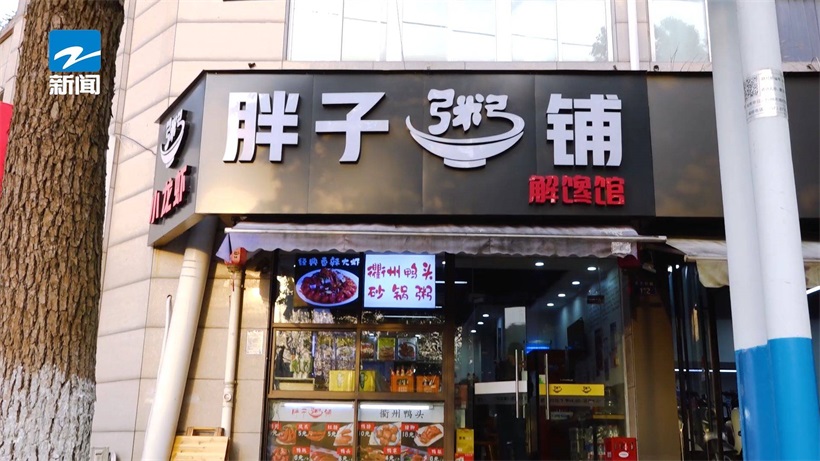 新闻
胖子粥铺
解馋馆
小龙虾
衢州鸭头
砂锅粥
胖子粥铺
衢州鸭头